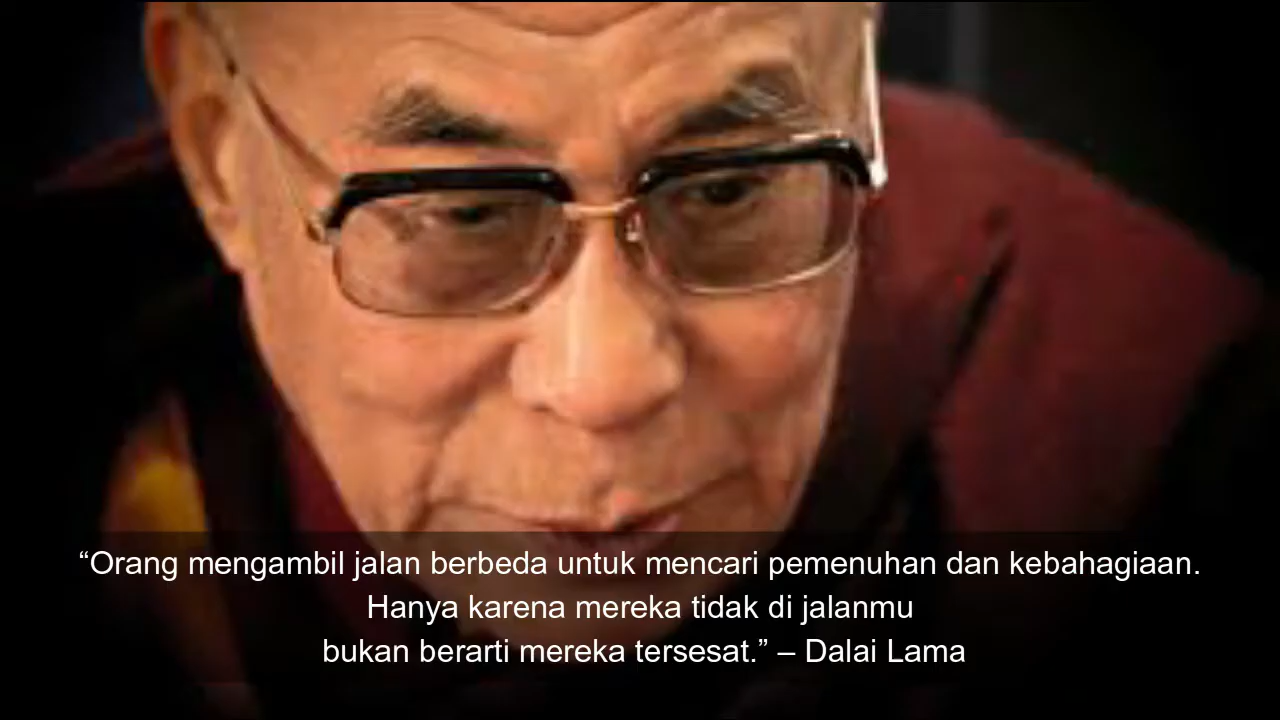 “Orang mengambil jalan berbeda untuk mencari pemenuhan dan kebahagiaan.
Hanya karena mereka tidak di jalanmu
bukan berarti mereka tersesat.” – Dalai Lama